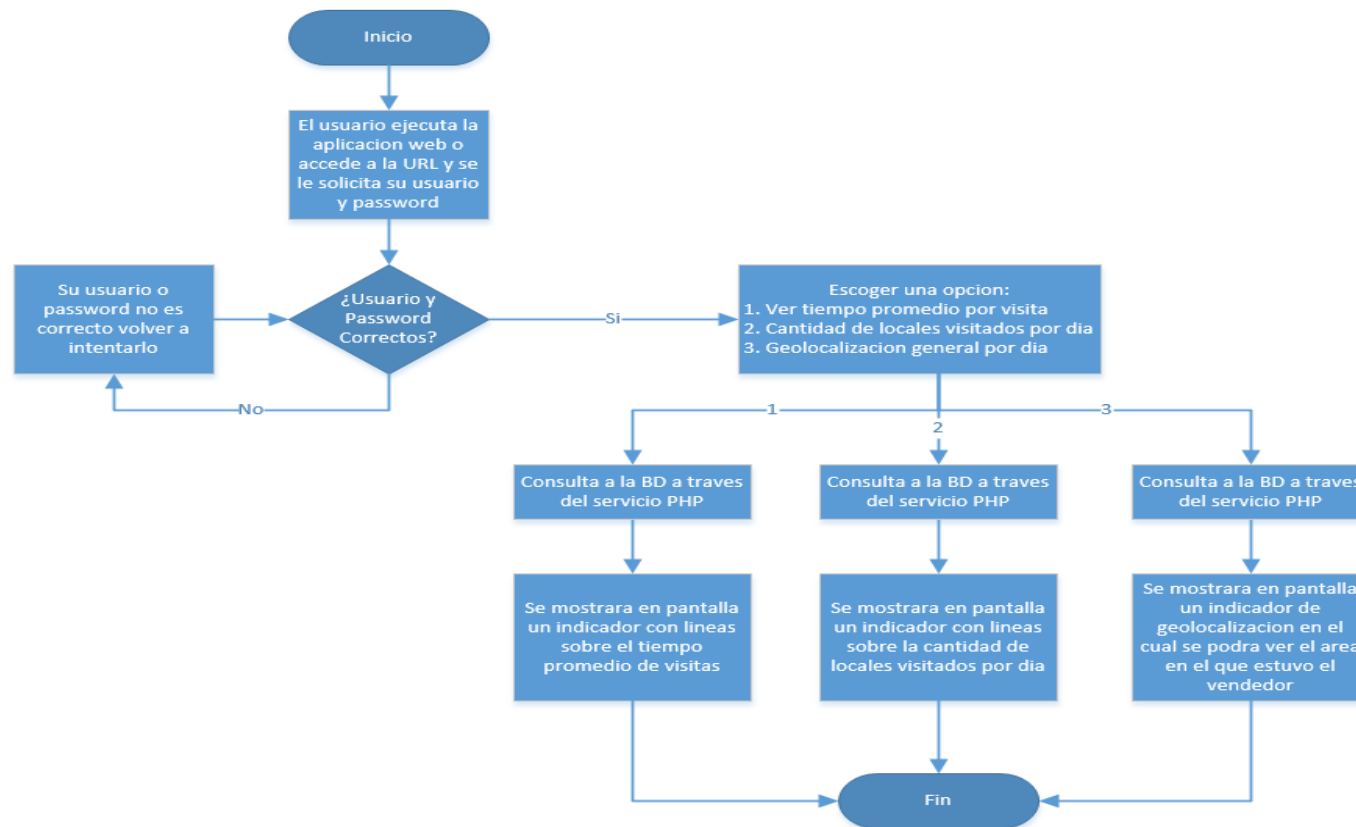 Inicio
El usuario ejecuta la
aplicacion web o
accede a la URL y se
le solicita su usuario
y password
Su usuario o
password no es
correcto volver a
intentarlo
¿Usuario y
Password
Correctos?
Si
No
Escoger una opcion:
1. Ver tiempo promedio por visita
2. Cantidad de locales visitados por dia
3. Geolocalizacion general por dia
1
2
3
Consulta a la BD a traves
del servicio PHP
Consulta a la BD a traves
del servicio PHP
Consulta a la BD a traves
del servicio PHP
Se mostrara en pantalla
un indicador con lineas
sobre el tiempo
promedio de visitas
Se mostrara en pantalla
un indicador con lineas
sobre la cantidad de
locales visitados por dia
Se mostrara en pantalla
un indicador de
geolocalizacion en el
cual se podra ver el area
en el que estuvo el
vendedor
Fin